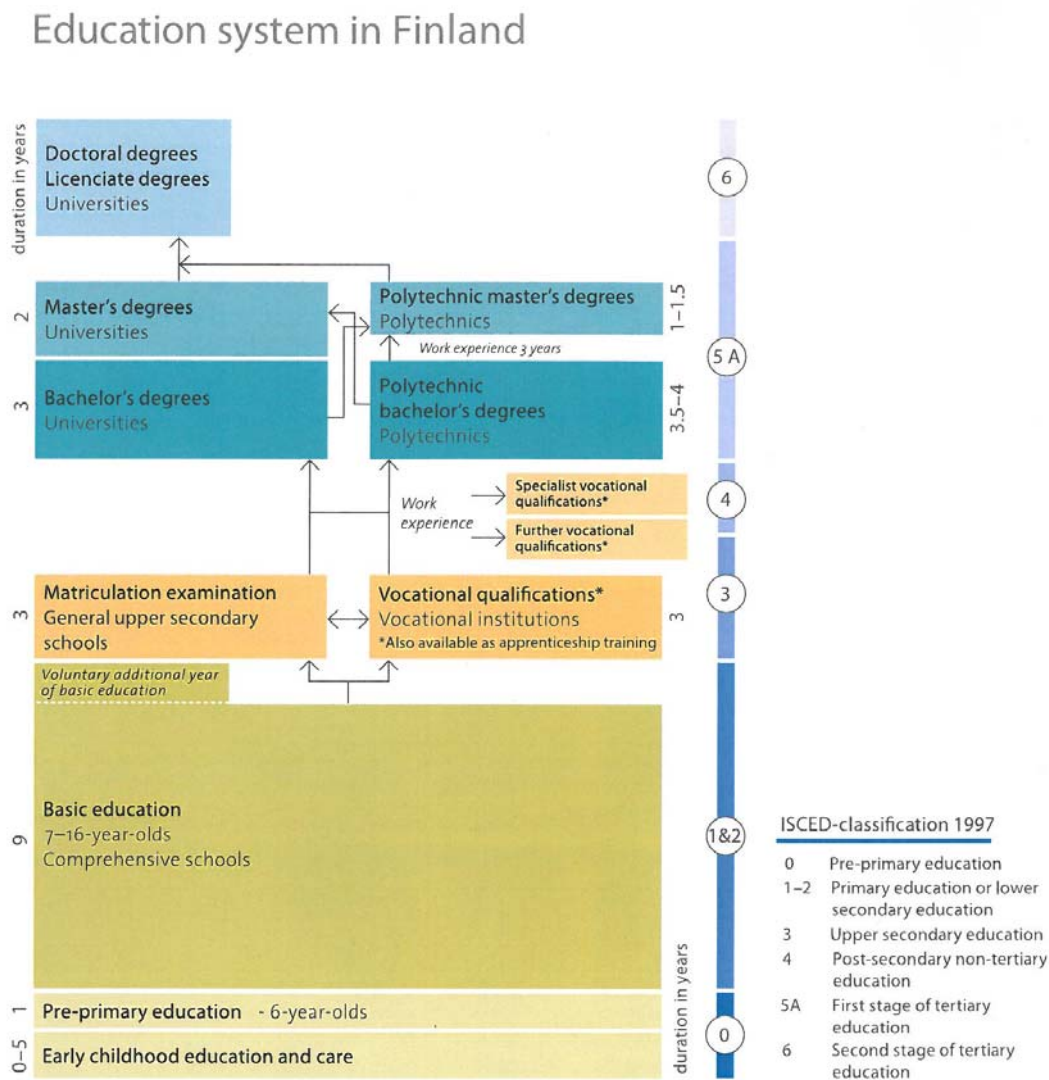 Education system in Finland
duration in years
Doctoral degrees
Licenciate degrees
Universities
6
2
Master's degrees
Universities
Polytechnic master's degrees
Polytechnics
1–1.5
Work experience 3 years
5 A
3
Bachelor's degrees
Universities
Polytechnic
bachelor's degrees
Polytechnics
3.5–4
Work
experience
Specialist vocational
qualifications*
Further vocational
qualifications*
4
3
Matriculation examination
General upper secondary
schools
Vocational qualifications*
Vocational institutions
*Also available as apprenticeship training
3
3
Voluntary additional year
of basic education
9
Basic education
7–16-year-olds
Comprehensive schools
1&2
1
Pre-primary education - 6-year-olds
0–5
Early childhood education and care
duration in years
0
ISCED-classification 1997
0 Pre-primary education
1–2 Primary education or lower
secondary education
3 Upper secondary education
4 Post-secondary non-tertiary
education
5A First stage of tertiary
education
6 Second stage of tertiary
education